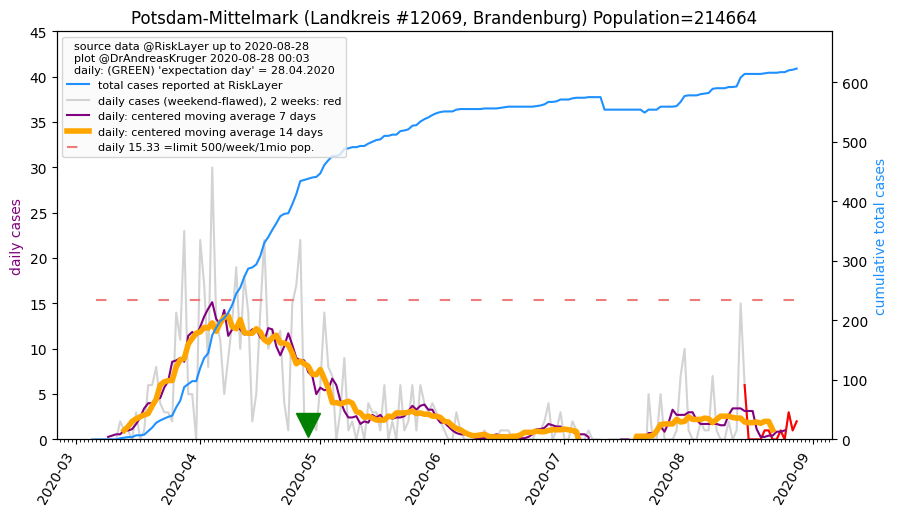 Potsdam-Mittelmark (Landkreis #12069, Brandenburg) Population=214664
source data @RiskLayer up to 2020-08-28
plot @DrAndreasKruger 2020-08-28 00:03
daily: (GREEN) 'expectation day' = 28.04.2020
total cases reported at RiskLayer
daily cases (weekend-flawed), 2 weeks: red
daily: centered moving average 7 days
daily: centered moving average 14 days
daily 15.33 =limit 500/week/1mio pop.
daily cases
45
40
35
30
25
20
15
10
5
0
cumulative total cases
600
500
400
300
200
100
0
2020-03
2020-04
2020-05
2020-06
2020-07
2020-08
2020-09